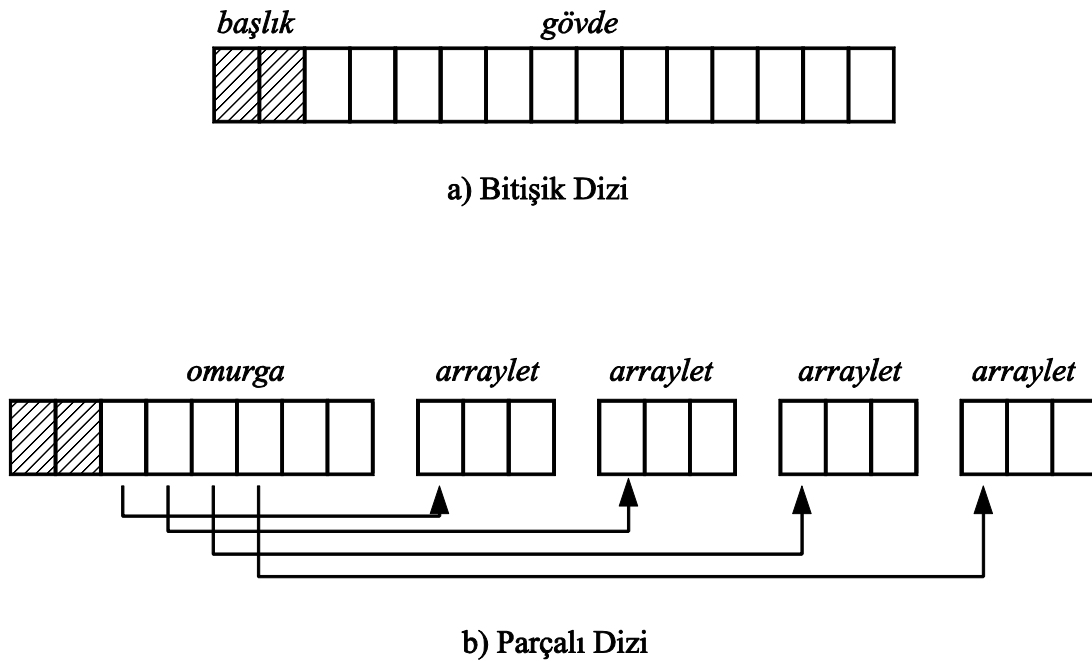 başlık gövde
a) Bitişik Dizi
omurga arraylet arraylet arraylet arraylet
b) Parçalı Dizi